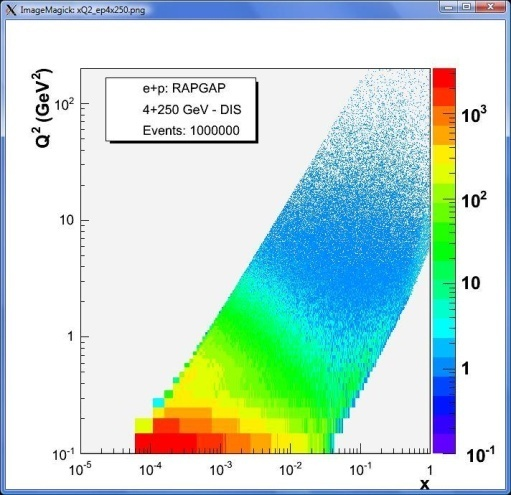 ImageMagick: xQ2_ep4x250.png
e+p: RAPGAP
4+250 GeV - DIS
Events: 1000000
Q² (GeV²)
10²
10
1
10⁻¹
10⁻⁵
10⁻⁴
10⁻³
10⁻²
10⁻¹
1
x
10³
10²
10
1
10⁻¹